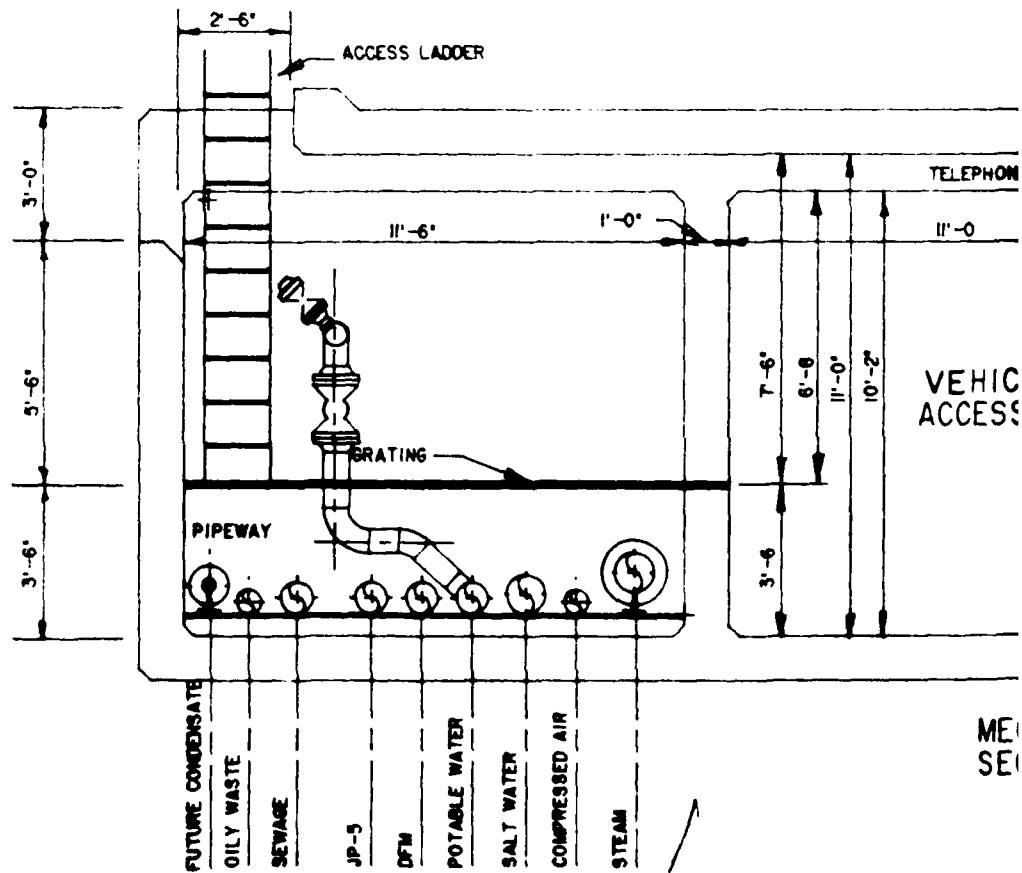 2'-6"
ACCESS LADDER
3'-0"
TELEPHON
11'-6"
1'-0"
11'-0
5'-6"
7'-6"
6'-8
11'-0"
10'-2"
VEHIC
ACCESS
GRATING
PIPEWAY
3'-6"
3'-6
FUTURE CONDENSATE
OILY WASTE
SEWAGE
JP-5
DFM
POTABLE WATER
SALT WATER
COMPRESSED AIR
STEAM